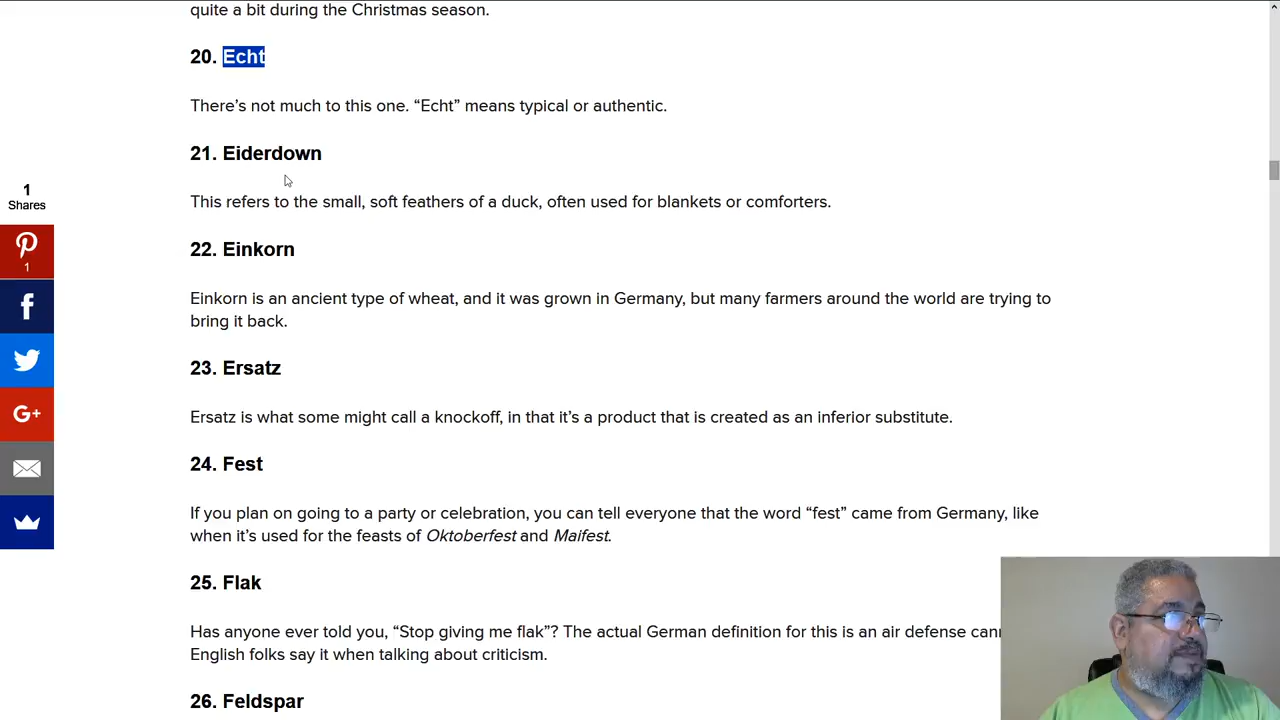 quite a bit during the Christmas season.
20. Echt
There's not much to this one. “Echt” means typical or authentic.
21. Eiderdown
This refers to the small, soft feathers of a duck, often used for blankets or comforters.
22. Einkorn
Einkorn is an ancient type of wheat, and it was grown in Germany, but many farmers around the world are trying to
bring it back.
23. Ersatz
Ersatz is what some might call a knockoff, in that it's a product that is created as an inferior substitute.
24. Fest
If you plan on going to a party or celebration, you can tell everyone that the word “fest” came from Germany, like
when it's used for the feasts of Oktoberfest and Maifest.
25. Flak
Has anyone ever told you, “Stop giving me flak”? The actual German definition for this is an air defense
English folks say it when talking about criticism.
26. Feldspar
1
Shares
1
G+